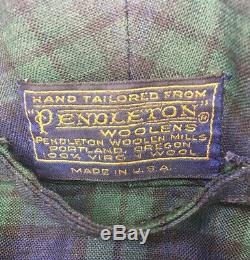 HAND TAILORED FROM
"PENDLETON"®
WOOLENS
PENDLETON WOOLEN MILLS
PORTLAND, OREGON
100% VIRGIN WOOL
MADE IN U.S.A.